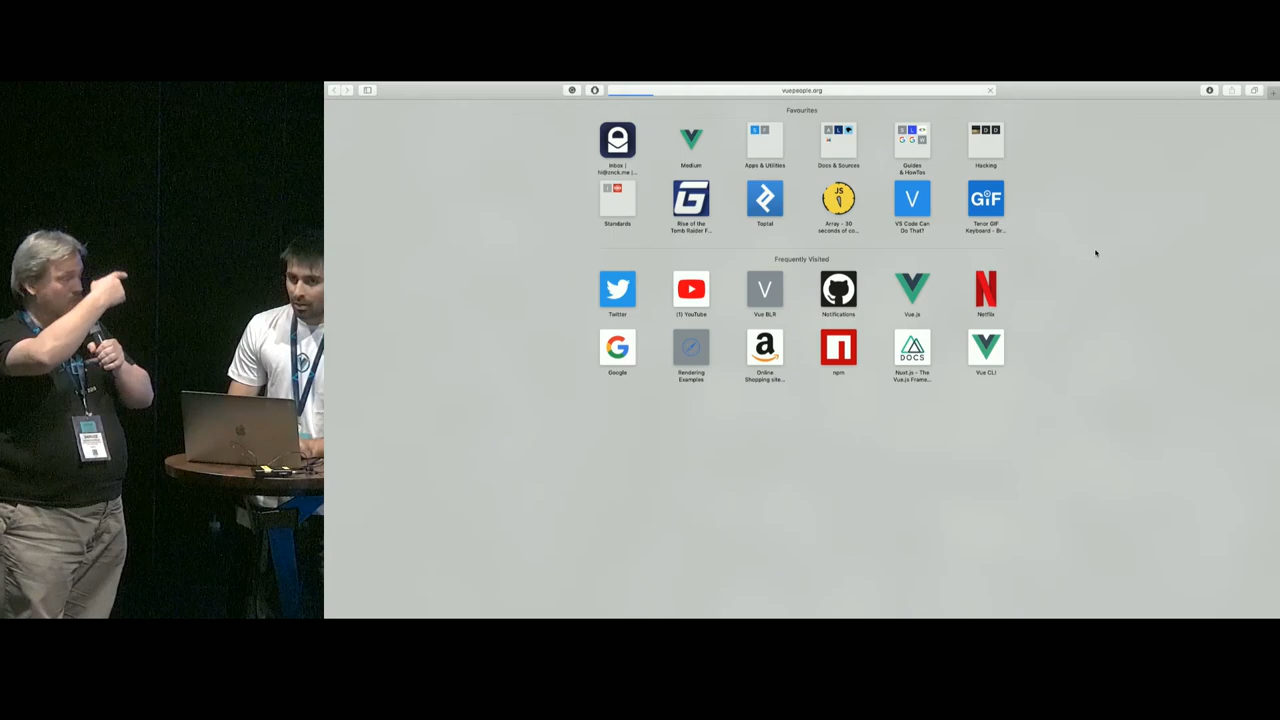 vuepeople.org
Favourites
Inbox |
hi@znck.me |...
Medium
Apps & Utilities
Docs & Sources
Guides
& HowTos
Hacking
Standards
Rise of the
Tomb Raider F...
Toptal
JS
Array - 30
seconds of co...
V
VS Code Can
Do That?
GIF
Tenor GIF
Keyboard - Br...
Frequently Visited
Twitter
(1) YouTube
V
Vue BLR
Notifications
Vue.js
Netflix
Google
Rendering
Examples
Online
Shopping site...
npm
DOCS
Nuxt.js - The
Vue.js Frame...
Vue CLI